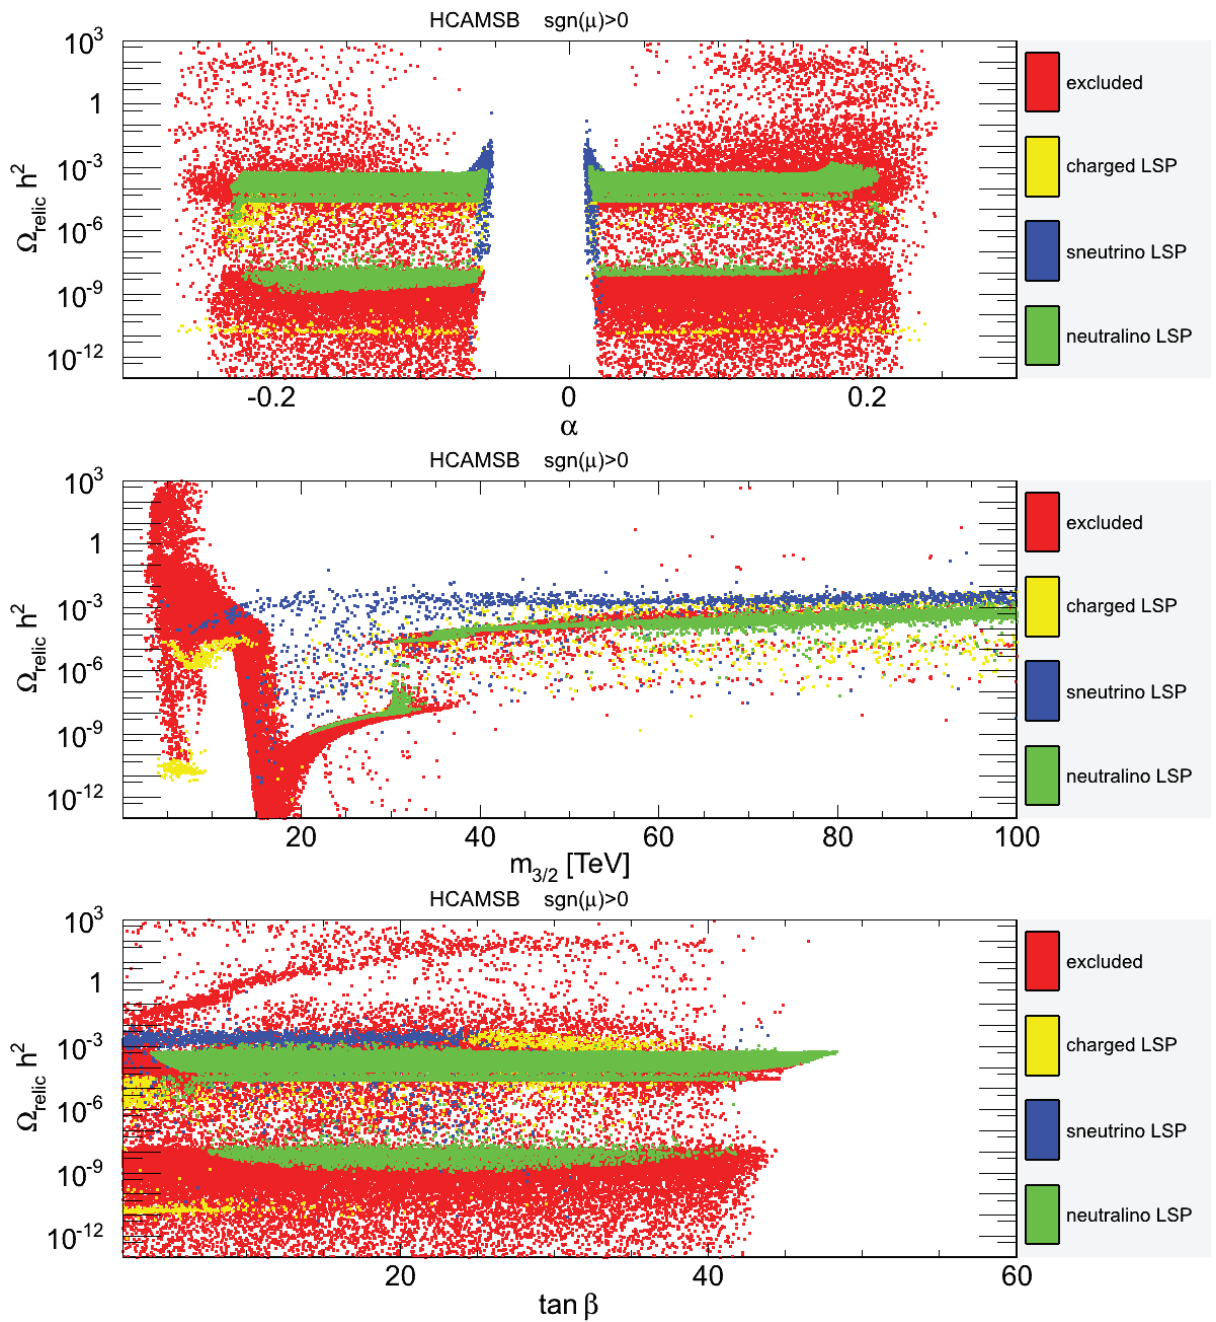 HCAMSB sgn(μ)>0
10³
1
10⁻³
10⁻⁶
10⁻⁹
10⁻¹²
Ω_relic h²
-0.2 0 0.2
α
excluded
charged LSP
sneutrino LSP
neutralino LSP
HCAMSB sgn(μ)>0
10³
1
10⁻³
10⁻⁶
10⁻⁹
10⁻¹²
Ω_relic h²
20 40 60 80 100
m_3/2 [TeV]
excluded
charged LSP
sneutrino LSP
neutralino LSP
HCAMSB sgn(μ)>0
10³
1
10⁻³
10⁻⁶
10⁻⁹
10⁻¹²
Ω_relic h²
20 40 60
tan β
excluded
charged LSP
sneutrino LSP
neutralino LSP